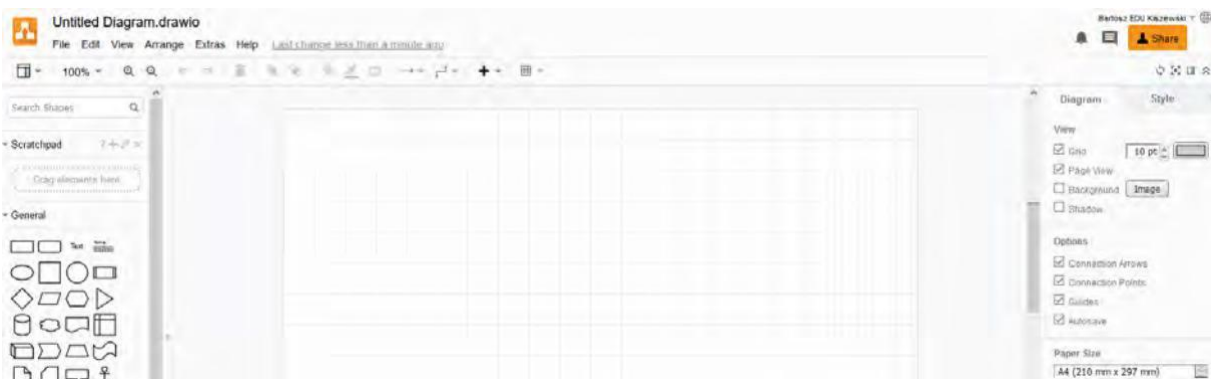 Untitled Diagram.drawio
Bartosz EDU Kiszewski
File Edit View Arrange Extras Help Last change less than a minute ago
Share
100%
Search Shapes
Scratchpad
Drag elements here
General
Text
Diagram Style
View
Grid 10 pt
Page View
Background Image
Shadow
Options
Connection Arrows
Connection Points
Guides
Autosave
Paper Size
A4 (210 mm x 297 mm)